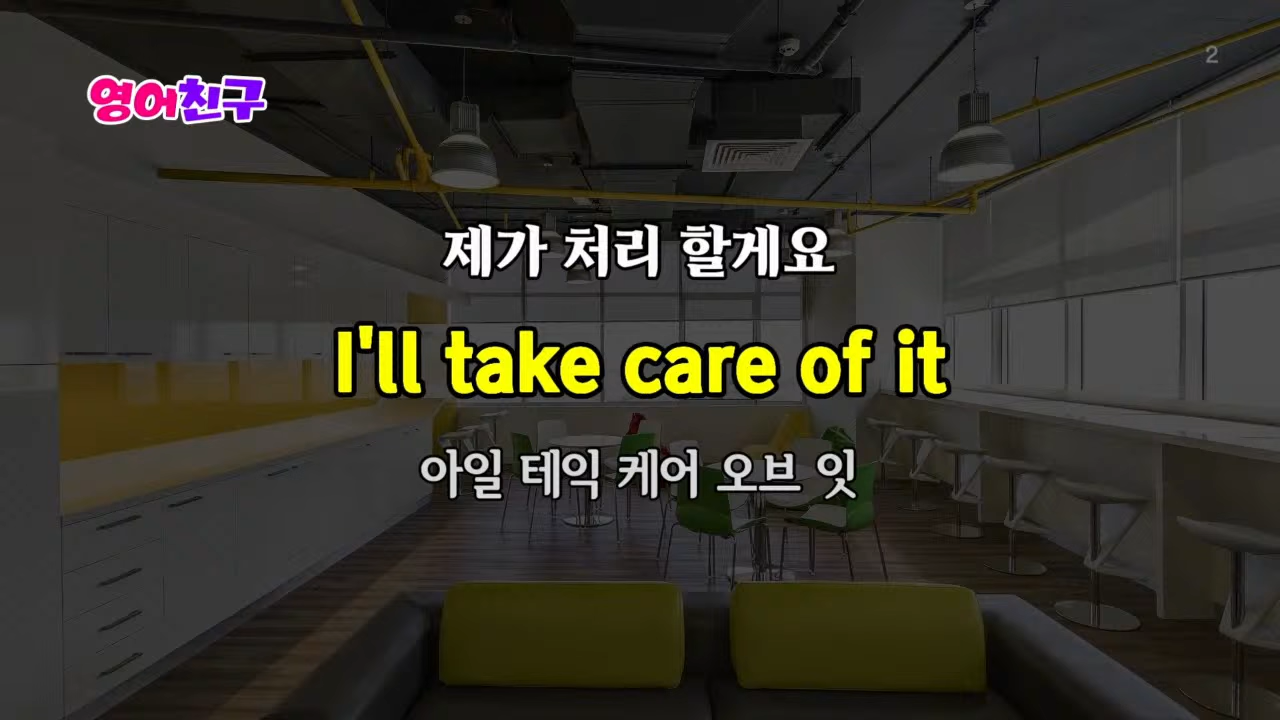 영어친구
2
제가 처리 할게요
I'll take care of it
아일 테익 케어 오브 잇